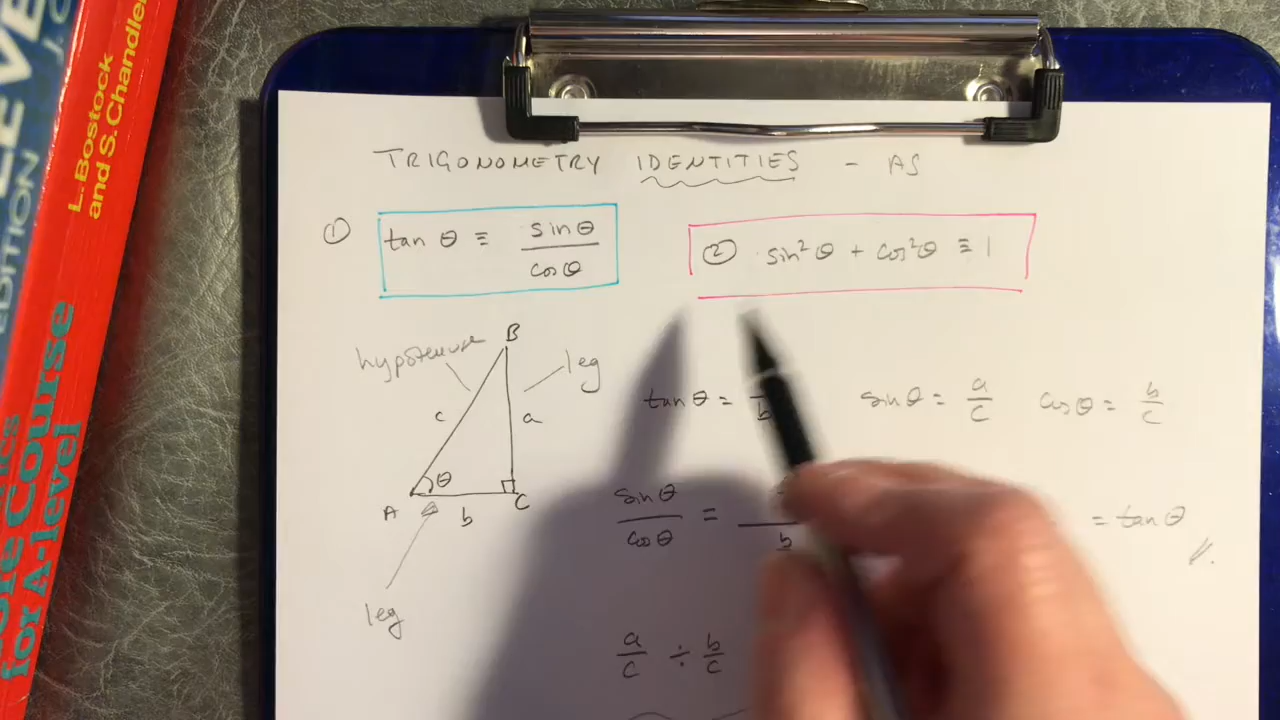 L. Bostock
and S. Chandler
EDITION
for A-level
TRIGONOMETRY IDENTITIES - AS
① tan θ ≡ sin θ / cos θ
② sin²θ + cos²θ ≡ 1
hypotenuse
B
leg
c
a
θ
A
b
C
leg
tan θ =
b
sin θ = a/c
cos θ = b/c
sin θ / cos θ =
b
= tan θ
a/c ÷ b/c